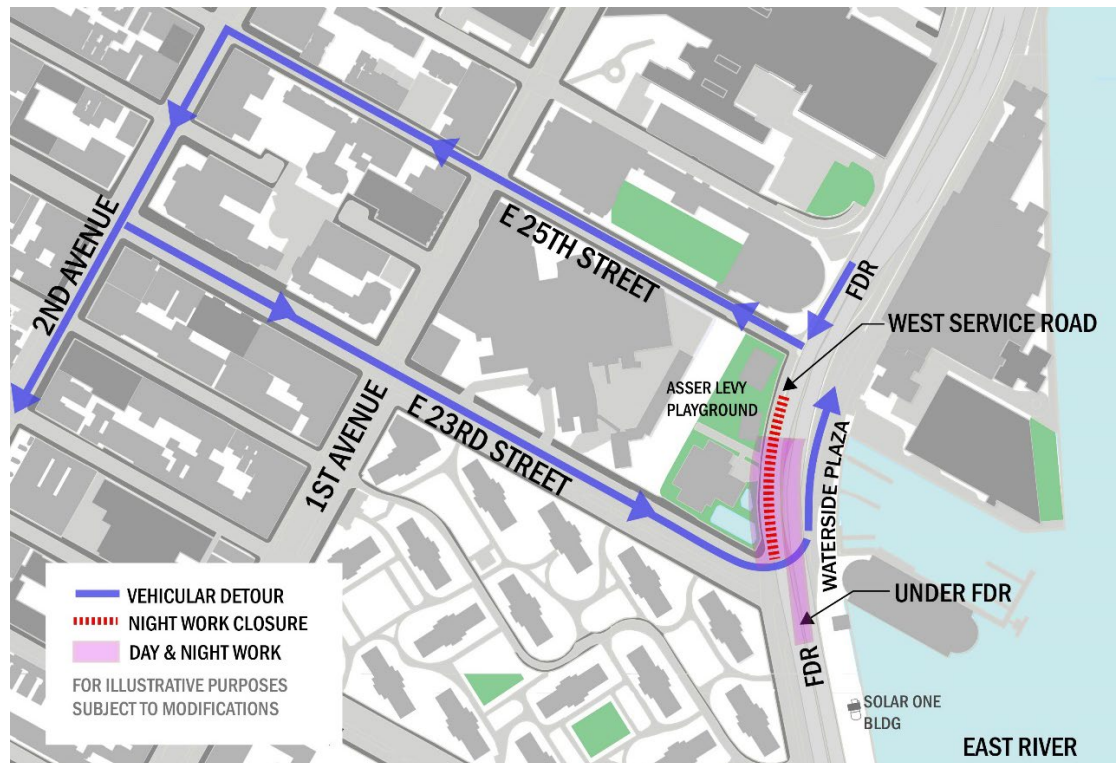 2ND AVENUE
E 25TH STREET
FDR
WEST SERVICE ROAD
ASSER LEVY
PLAYGROUND
1ST AVENUE
E 23RD STREET
WATERSIDE PLAZA
UNDER FDR
FDR
SOLAR ONE
BLDG
EAST RIVER
VEHICULAR DETOUR
NIGHT WORK CLOSURE
DAY & NIGHT WORK
FOR ILLUSTRATIVE PURPOSES
SUBJECT TO MODIFICATIONS